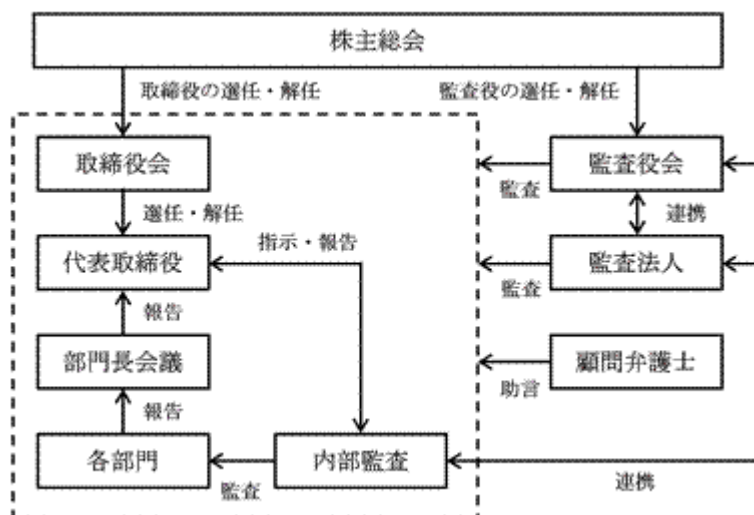 株主総会
取締役の選任・解任
監査役の選任・解任
取締役会
監査役会
監査
選任・解任
連携
指示・報告
代表取締役
監査法人
監査
報告
部門長会議
顧問弁護士
助言
報告
各部門
内部監査
監査
連携